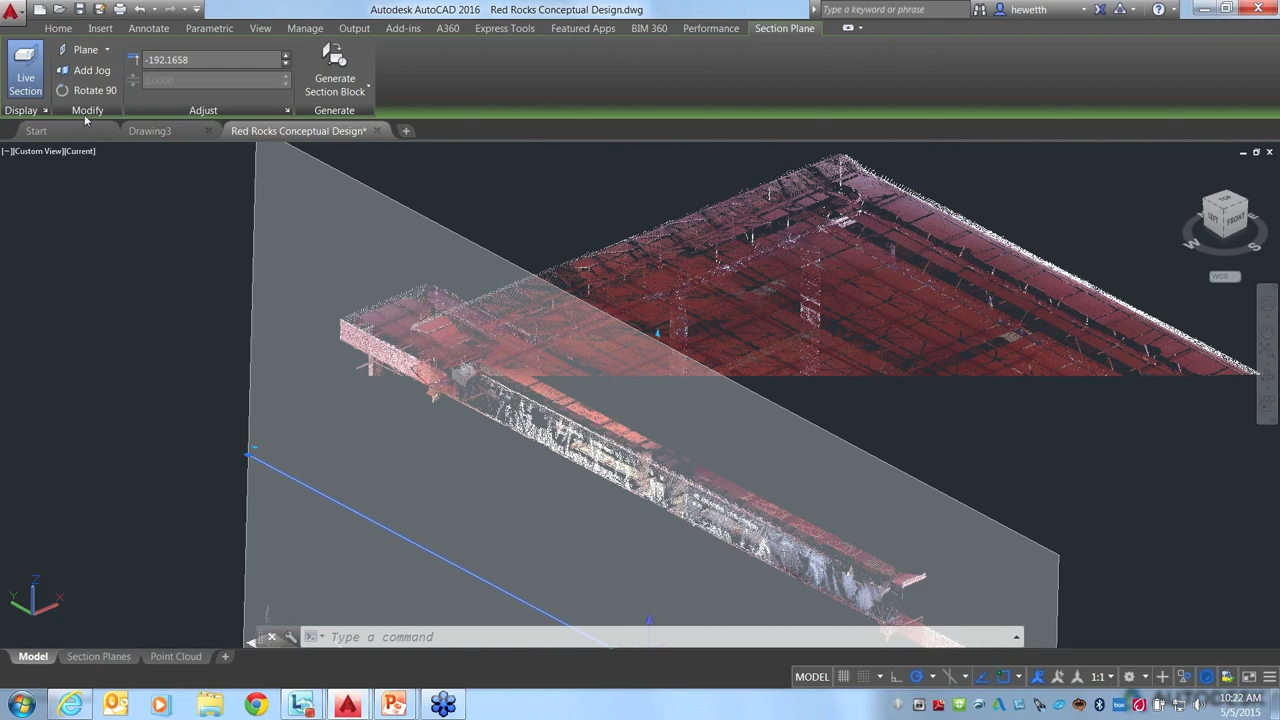 Autodesk AutoCAD 2016 Red Rocks Conceptual Design.dwg
Type a keyword or phrase
hewetth
Home Insert Annotate Parametric View Manage Output Add-ins A360 Express Tools Featured Apps BIM 360 Performance Section Plane
Live Section
Plane
Add Jog
Rotate 90
-192.1658
0.0000
Generate Section Block
Display Modify Adjust Generate
Start Drawing3 Red Rocks Conceptual Design*
[−][Custom View][Current]
TOP
LEFT FRONT
W S
WCS
Z
Y X
Type a command
Model Section Planes Point Cloud
MODEL 1:1
10:22 AM
5/5/2015